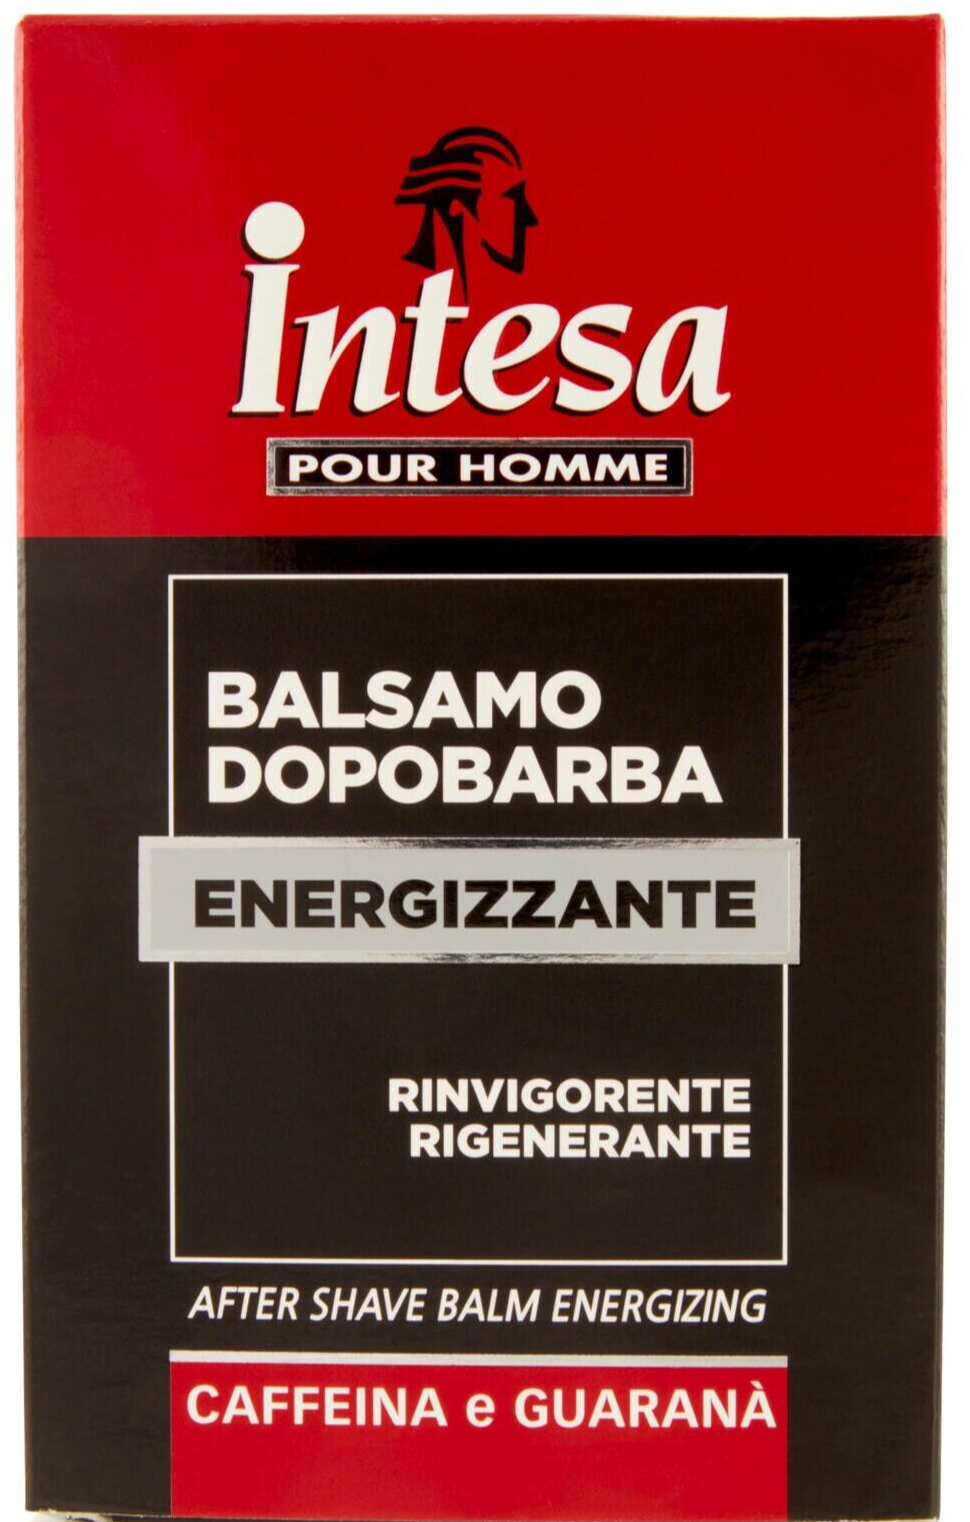 intesa
POUR HOMME
BALSAMO
DOPOBARBA
ENERGIZZANTE
RINVIGORENTE
RIGENERANTE
AFTER SHAVE BALM ENERGIZING
CAFFEINA e GUARANÀ